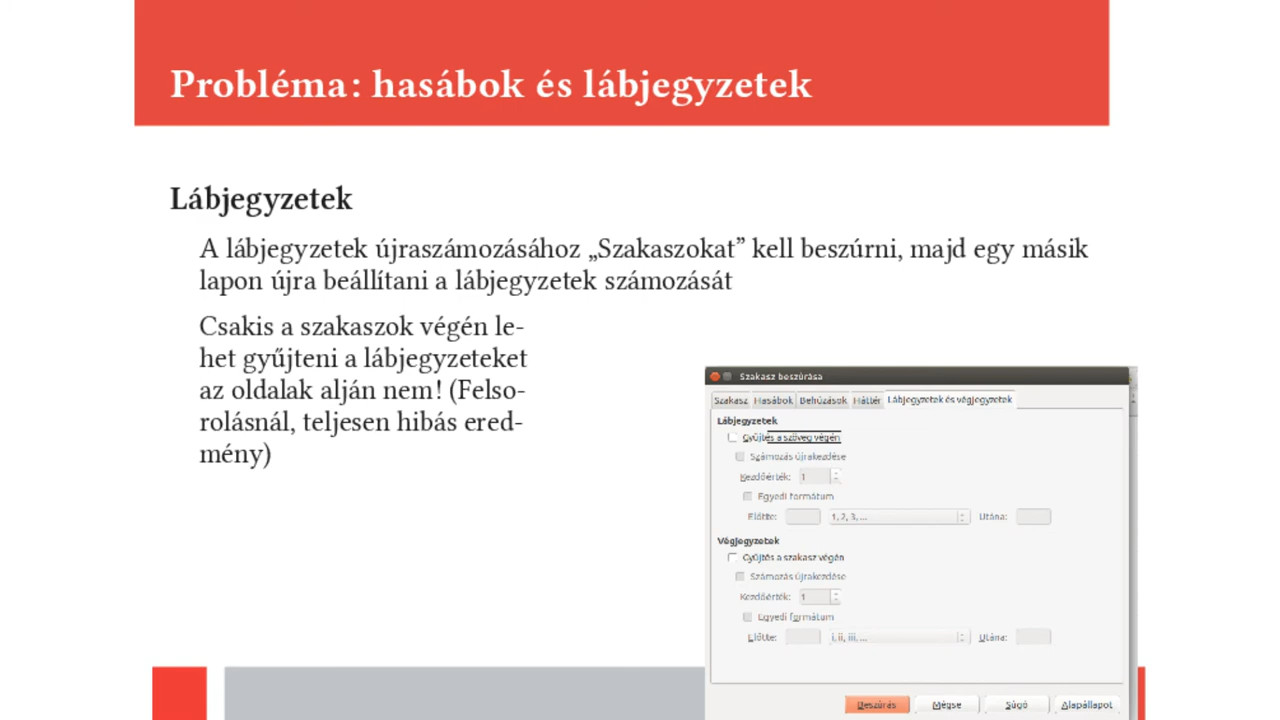 Probléma: hasábok és lábjegyzetek
Lábjegyzetek
A lábjegyzetek újraszámozásához „Szakaszokat” kell beszúrni, majd egy másik
lapon újra beállítani a lábjegyzetek számozását
Csakis a szakaszok végén le-
het gyűjteni a lábjegyzeteket
az oldalak alján nem! (Felso-
rolásnál, teljesen hibás ered-
mény)
Szakasz beszúrása
Szakasz Hasábok Behúzások Háttér Lábjegyzetek és végjegyzetek
Lábjegyzetek
Gyűjtés a szöveg végén
Számozás újrakezdése
Kezdőérték: 1
Egyedi formátum
Előtte: 1, 2, 3, ... Utána:
Végjegyzetek
Gyűjtés a szakasz végén
Számozás újrakezdése
Kezdőérték: 1
Egyedi formátum
Előtte: i, ii, iii, ... Utána:
Beszúrás Mégse Súgó Alapállapot